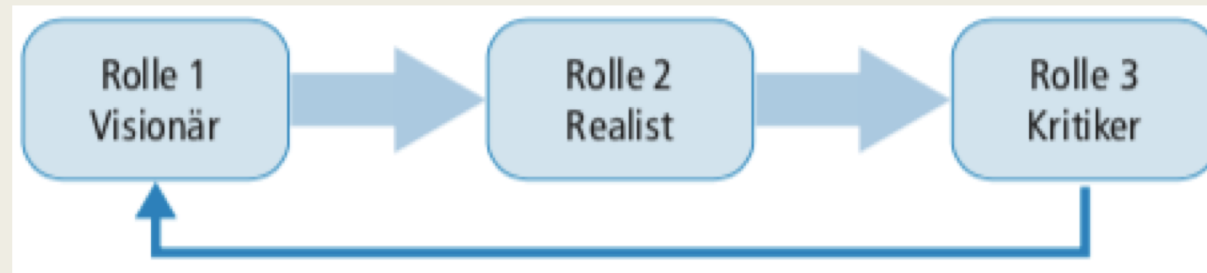 Rolle 1
Visionär
Rolle 2
Realist
Rolle 3
Kritiker